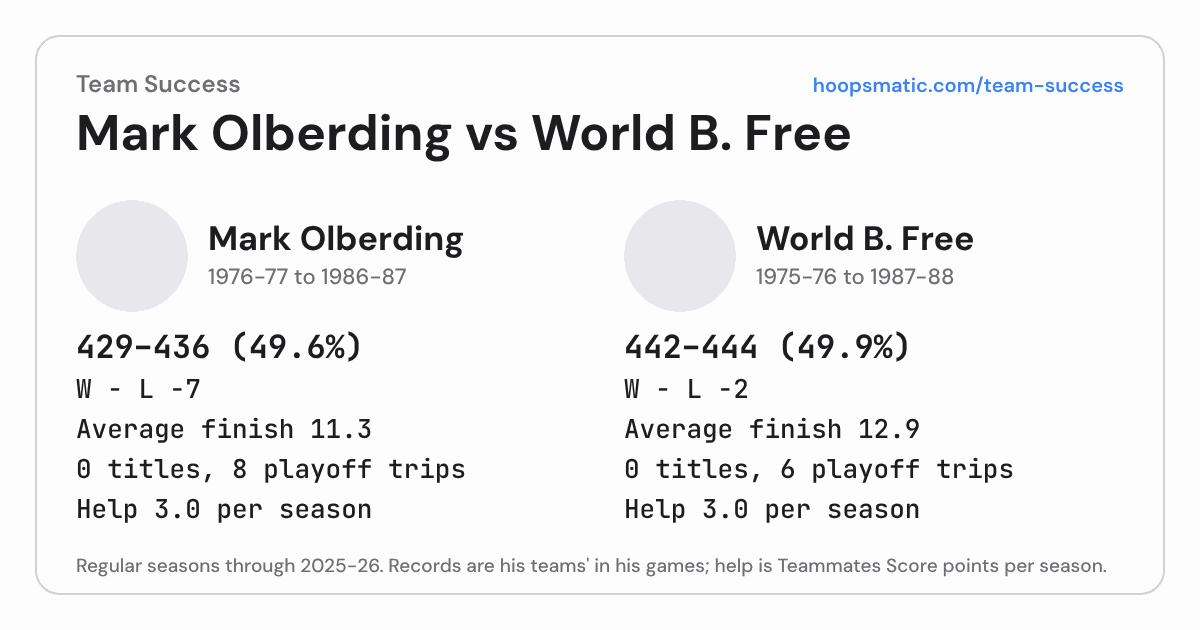 Team Success
hoopsmatic.com/team-success
Mark Olberding vs World B. Free
Mark Olberding
1976-77 to 1986-87
429-436 (49.6%)
W - L -7
Average finish 11.3
0 titles, 8 playoff trips
Help 3.0 per season
World B. Free
1975-76 to 1987-88
442-444 (49.9%)
W - L -2
Average finish 12.9
0 titles, 6 playoff trips
Help 3.0 per season
Regular seasons through 2025-26. Records are his teams' in his games; help is Teammates Score points per season.